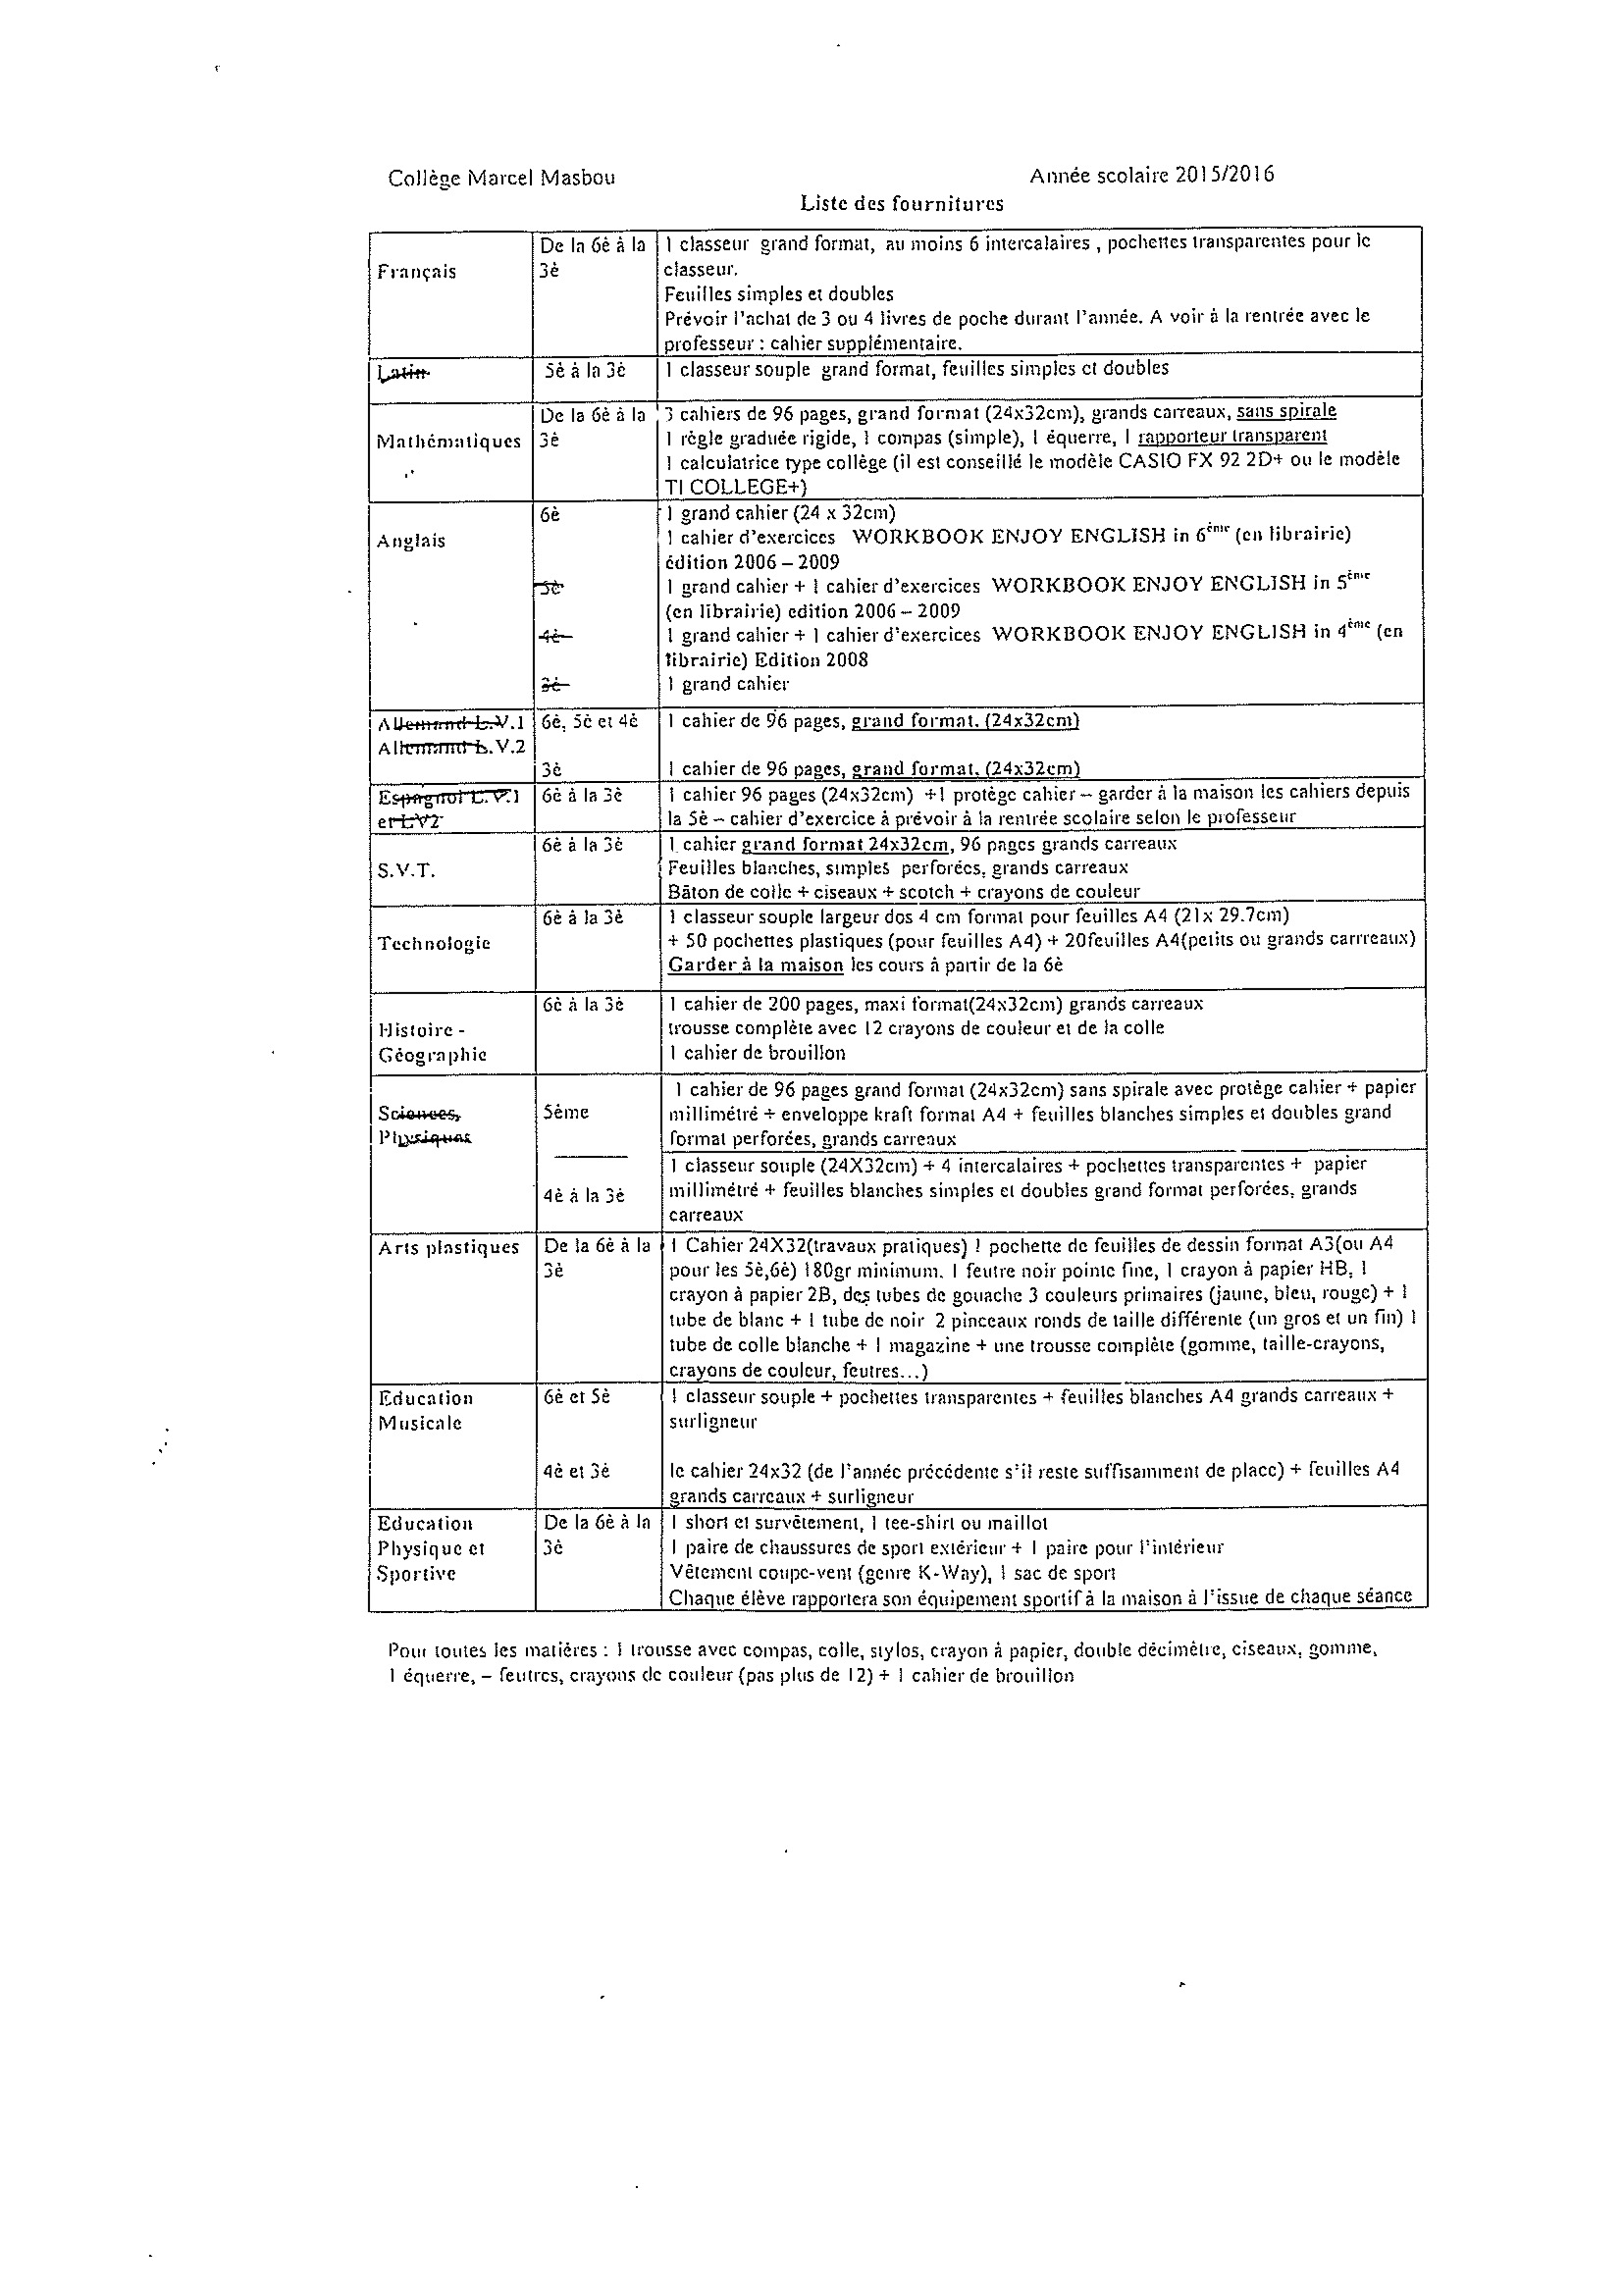 Collège Marcel Masbou Année scolaire 2015/2016
Liste des fournitures
Français
De la 6è à la
3è
1 classeur grand format, au moins 6 intercalaires , pochettes transparentes pour le
classeur.
Feuilles simples et doubles
Prévoir l'achat de 3 ou 4 livres de poche durant l'année. A voir à la rentrée avec le
professeur : cahier supplémentaire.
Latin
5è à la 3è
1 classeur souple grand format, feuilles simples et doubles
Mathématiques
De la 6è à la
3è
3 cahiers de 96 pages, grand format (24x32cm), grands carreaux, sans spirale
1 règle graduée rigide, 1 compas (simple), 1 équerre, 1 rapporteur transparent
1 calculatrice type collège (il est conseillé le modèle CASIO FX 92 2D+ ou le modèle
TI COLLEGE+)
Anglais
6è
1 grand cahier (24 x 32cm)
1 cahier d'exercices WORKBOOK ENJOY ENGLISH in 6ème (en librairie)
édition 2006 – 2009
5è
1 grand cahier + 1 cahier d'exercices WORKBOOK ENJOY ENGLISH in 5ème
(en librairie) edition 2006 – 2009
4è
1 grand cahier + 1 cahier d'exercices WORKBOOK ENJOY ENGLISH in 4ème (en
librairie) Edition 2008
3è
1 grand cahier
Allemand L.V.1
Allemand L.V.2
6è, 5è et 4è
1 cahier de 96 pages, grand format. (24x32cm)
3è
1 cahier de 96 pages, grand format. (24x32cm)
Espagnol L.V.1
et LV2
6è à la 3è
1 cahier 96 pages (24x32cm) +1 protège cahier – garder à la maison les cahiers depuis
la 5è – cahier d'exercice à prévoir à la rentrée scolaire selon le professeur
S.V.T.
6è à la 3è
1 cahier grand format 24x32cm, 96 pages grands carreaux
Feuilles blanches, simples perforées, grands carreaux
Bâton de colle + ciseaux + scotch + crayons de couleur
Technologie
6è à la 3è
1 classeur souple largeur dos 4 cm format pour feuilles A4 (21x 29.7cm)
+ 50 pochettes plastiques (pour feuilles A4) + 20feuilles A4(petits ou grands carrreaux)
Garder à la maison les cours à partir de la 6è
Histoire -
Géographie
6è à la 3è
1 cahier de 200 pages, maxi format(24x32cm) grands carreaux
trousse complète avec 12 crayons de couleur et de la colle
1 cahier de brouillon
Sciences,
Physiques
5ème
1 cahier de 96 pages grand format (24x32cm) sans spirale avec protège cahier + papier
millimétré + enveloppe kraft format A4 + feuilles blanches simples et doubles grand
format perforées, grands carreaux
4è à la 3è
1 classeur souple (24X32cm) + 4 intercalaires + pochettes transparentes + papier
millimétré + feuilles blanches simples et doubles grand format perforées, grands
carreaux
Arts plastiques
De la 6è à la
3è
1 Cahier 24X32(travaux pratiques) 1 pochette de feuilles de dessin format A3(ou A4
pour les 5è,6è) 180gr minimum. 1 feutre noir pointe fine, 1 crayon à papier HB, 1
crayon à papier 2B, des tubes de gouache 3 couleurs primaires (jaune, bleu, rouge) + 1
tube de blanc + 1 tube de noir 2 pinceaux ronds de taille différente (un gros et un fin) 1
tube de colle blanche + 1 magazine + une trousse complète (gomme, taille-crayons,
crayons de couleur, feutres...)
Education
Musicale
6è et 5è
1 classeur souple + pochettes transparentes + feuilles blanches A4 grands carreaux +
surligneur
4è et 3è
le cahier 24x32 (de l'année précédente s'il reste suffisamment de place) + feuilles A4
grands carreaux + surligneur
Education
Physique et
Sportive
De la 6è à la
3è
1 short et survêtement, 1 tee-shirt ou maillot
1 paire de chaussures de sport extérieur + 1 paire pour l'intérieur
Vêtement coupe-vent (genre K-Way), 1 sac de sport
Chaque élève rapportera son équipement sportif à la maison à l'issue de chaque séance
Pour toutes les matières : 1 trousse avec compas, colle, stylos, crayon à papier, double décimètre, ciseaux, gomme,
1 équerre, – feutres, crayons de couleur (pas plus de 12) + 1 cahier de brouillon